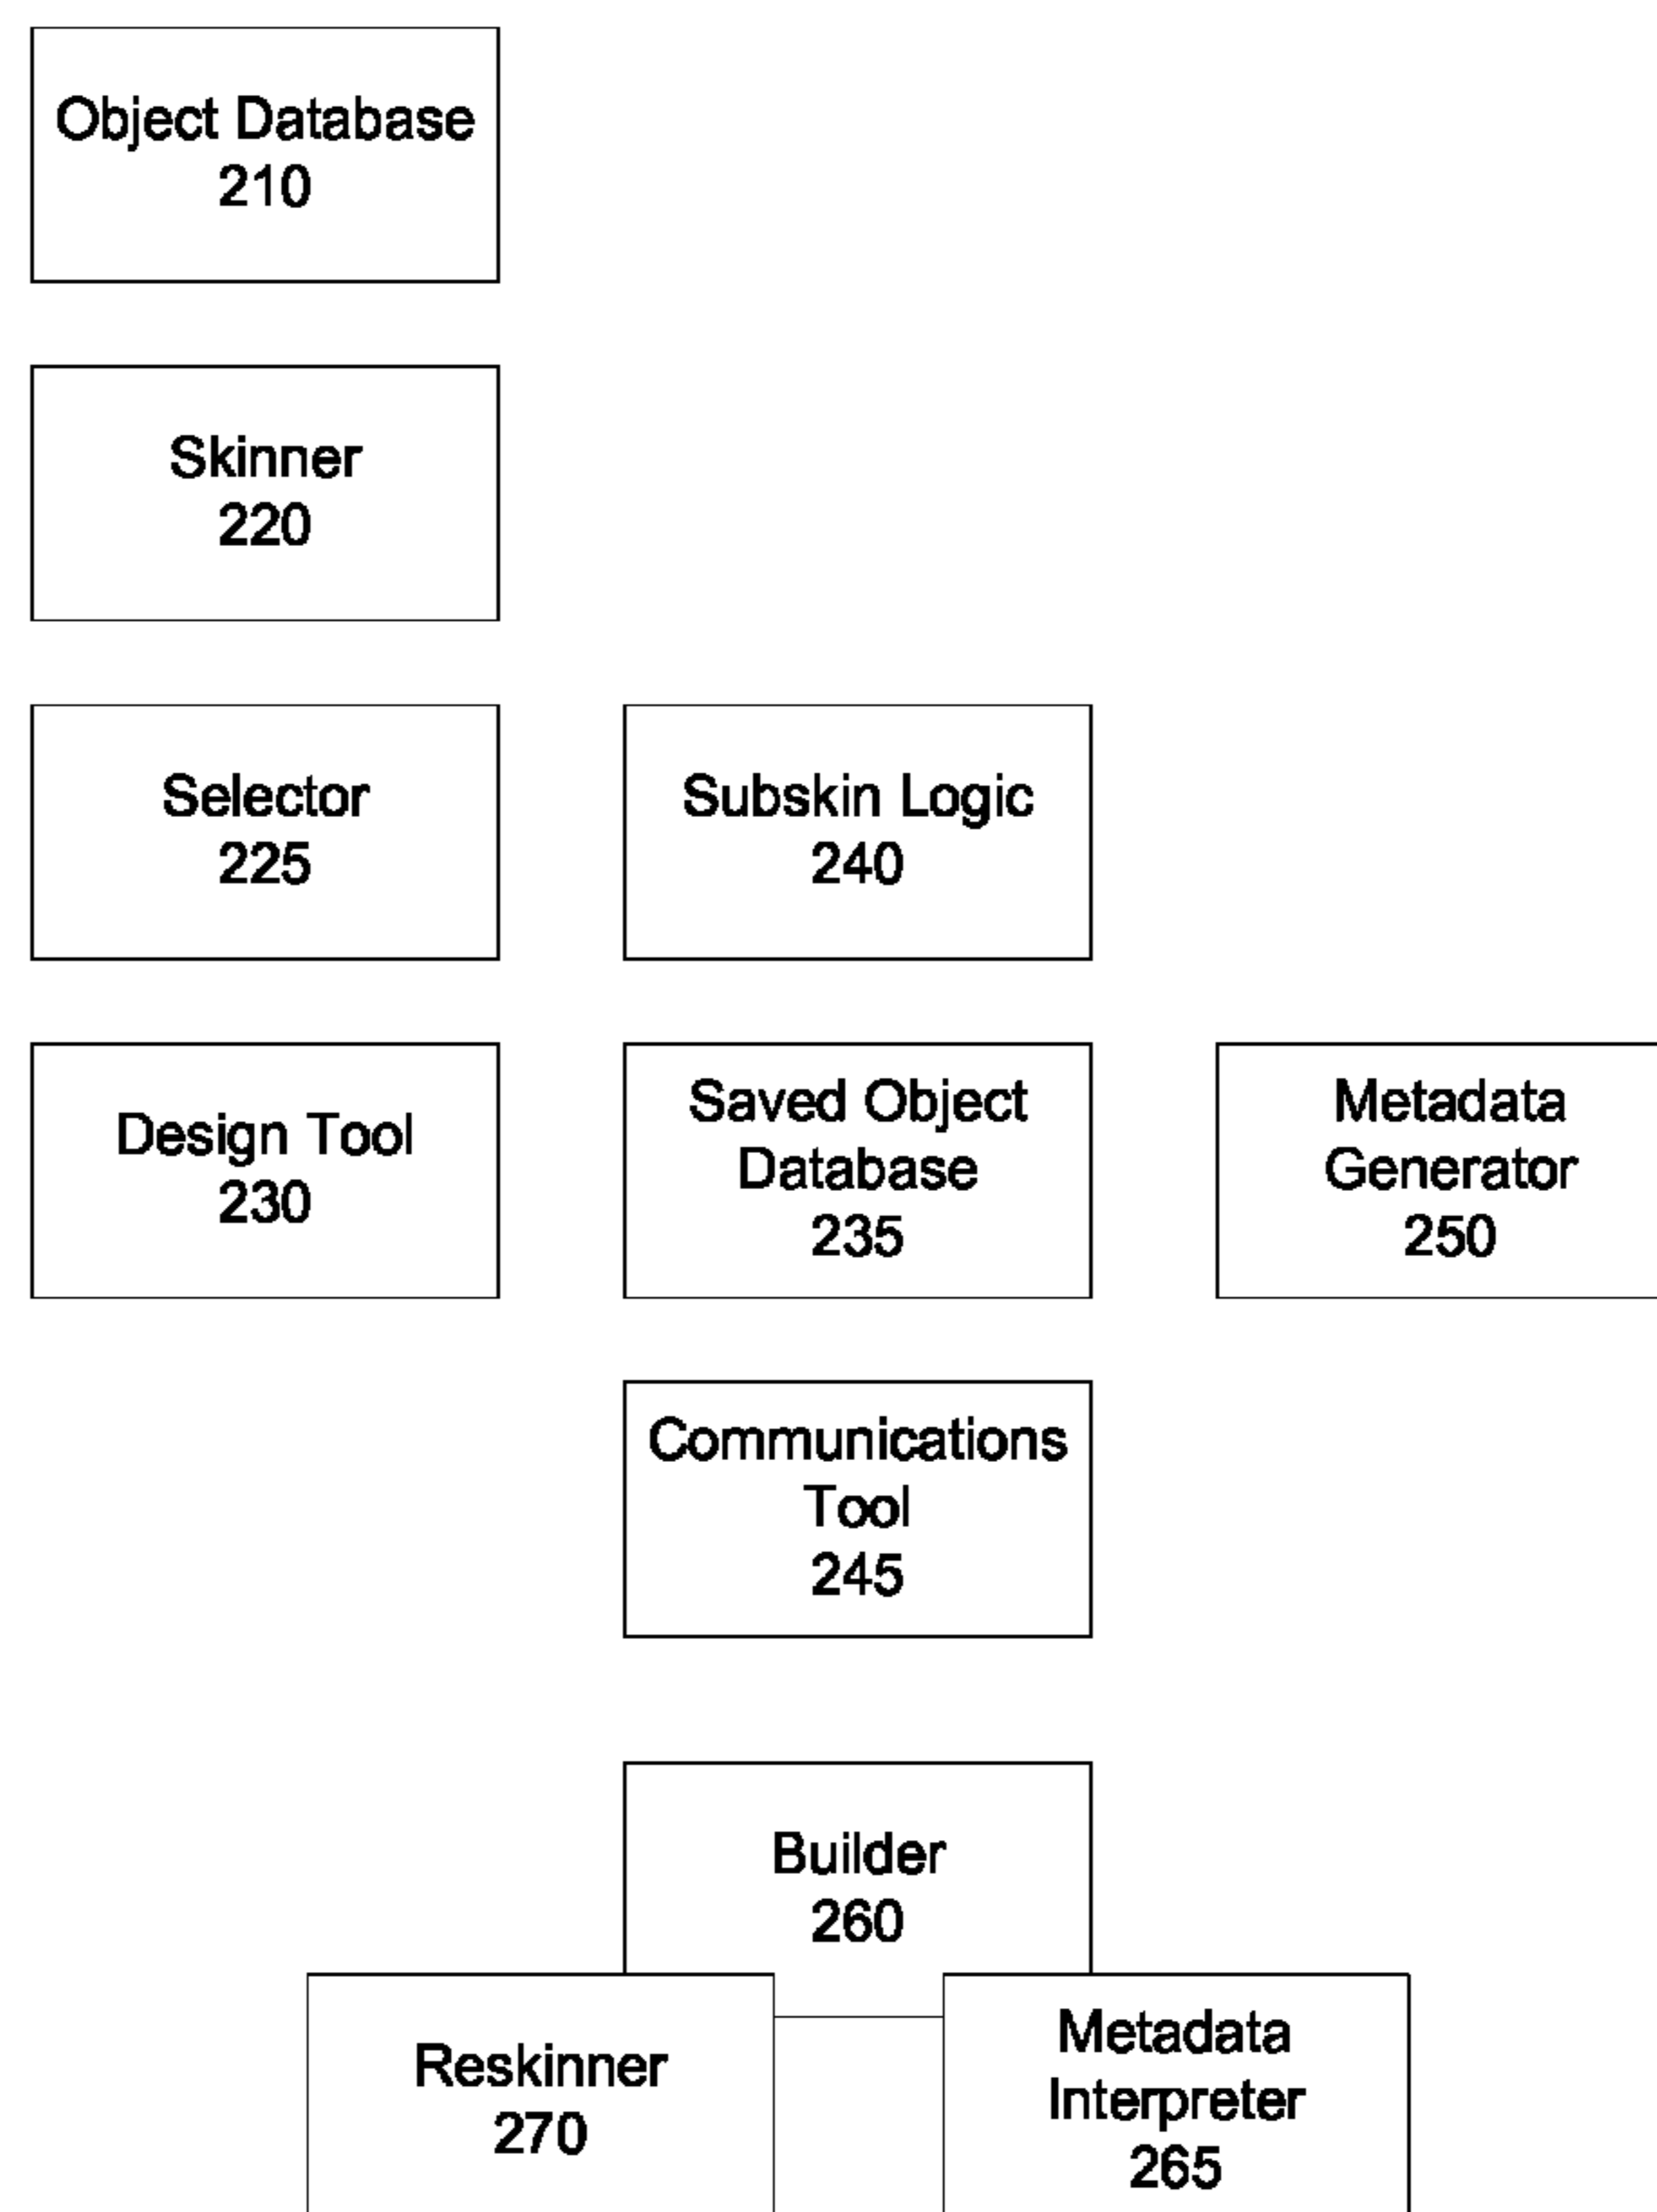 Object Database
210
Skinner
220
Selector
225
Subskin Logic
240
Design Tool
230
Saved Object
Database
235
Metadata
Generator
250
Communications
Tool
245
Builder
260
Reskinner
270
Metadata
Interpreter
265